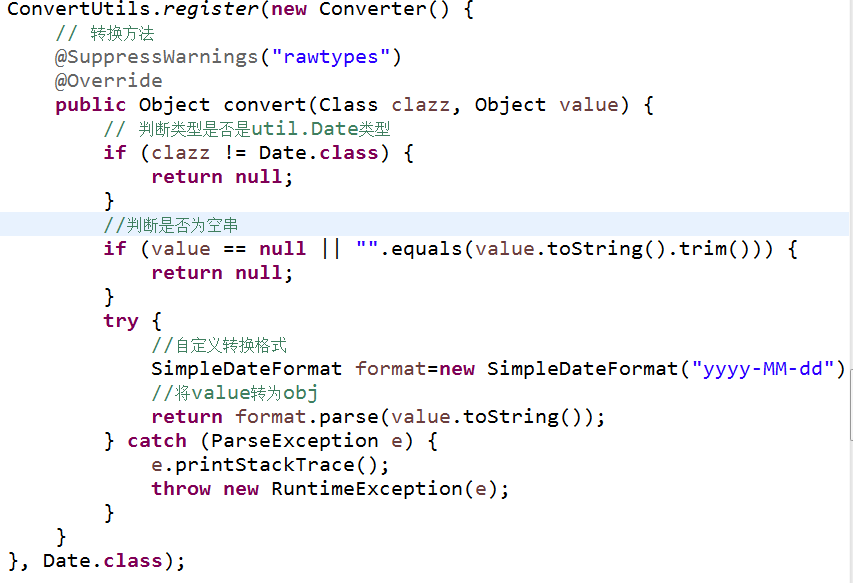 ConvertUtils.register(new Converter() {
    // 转换方法
    @SuppressWarnings("rawtypes")
    @Override
    public Object convert(Class clazz, Object value) {
        // 判断类型是否是util.Date类型
        if (clazz != Date.class) {
            return null;
        }
        //判断是否为空串
        if (value == null || "".equals(value.toString().trim())) {
            return null;
        }
        try {
            //自定义转换格式
            SimpleDateFormat format=new SimpleDateFormat("yyyy-MM-dd")
            //将value转为obj
            return format.parse(value.toString());
        } catch (ParseException e) {
            e.printStackTrace();
            throw new RuntimeException(e);
        }
    }
}, Date.class);